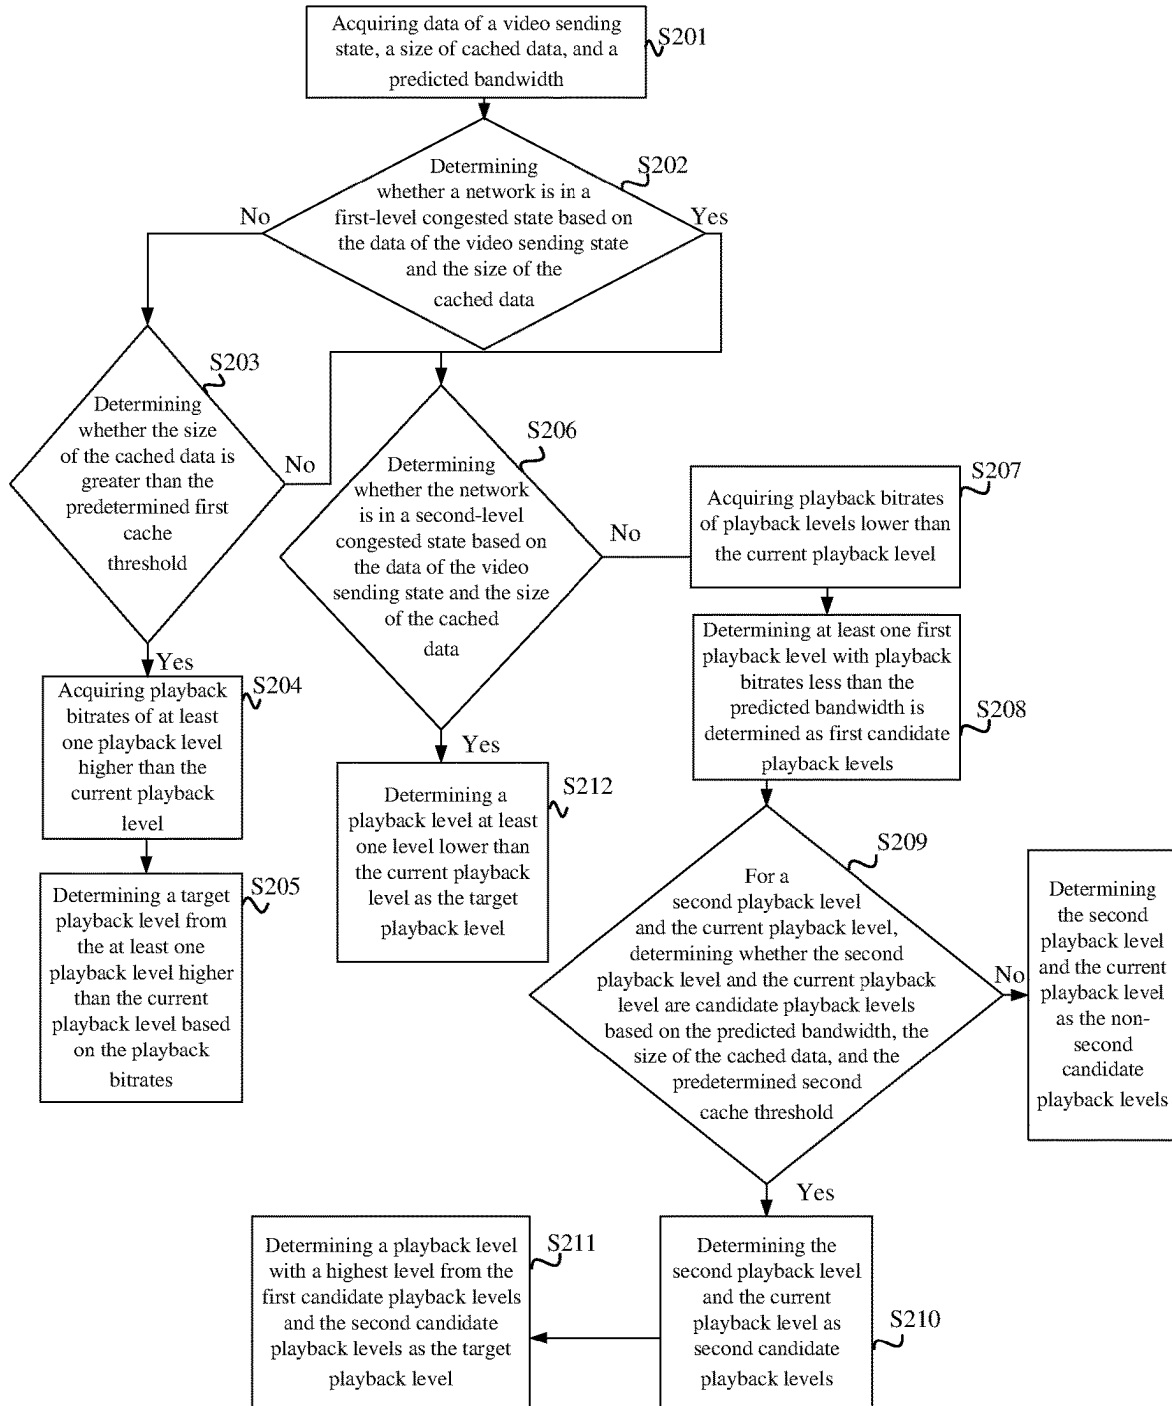 Acquiring data of a video sending
state, a size of cached data, and a
predicted bandwidth
S201
Determining
whether a network is in a
first-level congested state based on
the data of the video sending state
and the size of the
cached data
S202
No
Yes
Determining
whether the size
of the cached data is
greater than the
predetermined first
cache
threshold
S203
No
Yes
Acquiring playback
bitrates of at least
one playback level
higher than the
current playback
level
S204
Determining a target
playback level from
the at least one
playback level higher
than the current
playback level based
on the playback
bitrates
S205
Determining
whether the network
is in a second-level
congested state based on
the data of the video
sending state and the size
of the cached
data
S206
No
Yes
Determining a
playback level at least
one level lower than
the current playback
level as the target
playback level
S212
Acquiring playback bitrates
of playback levels lower than
the current playback level
S207
Determining at least one first
playback level with playback
bitrates less than the
predicted bandwidth is
determined as first candidate
playback levels
S208
For a
second playback level
and the current playback level,
determining whether the second
playback level and the current playback
level are candidate playback levels
based on the predicted bandwidth, the
size of the cached data, and the
predetermined second
cache threshold
S209
No
Determining
the second
playback level
and the current
playback level
as the non-
second
candidate
playback levels
Yes
Determining the
second playback level
and the current
playback level as
second candidate
playback levels
S210
Determining a playback level
with a highest level from the
first candidate playback levels
and the second candidate
playback levels as the target
playback level
S211